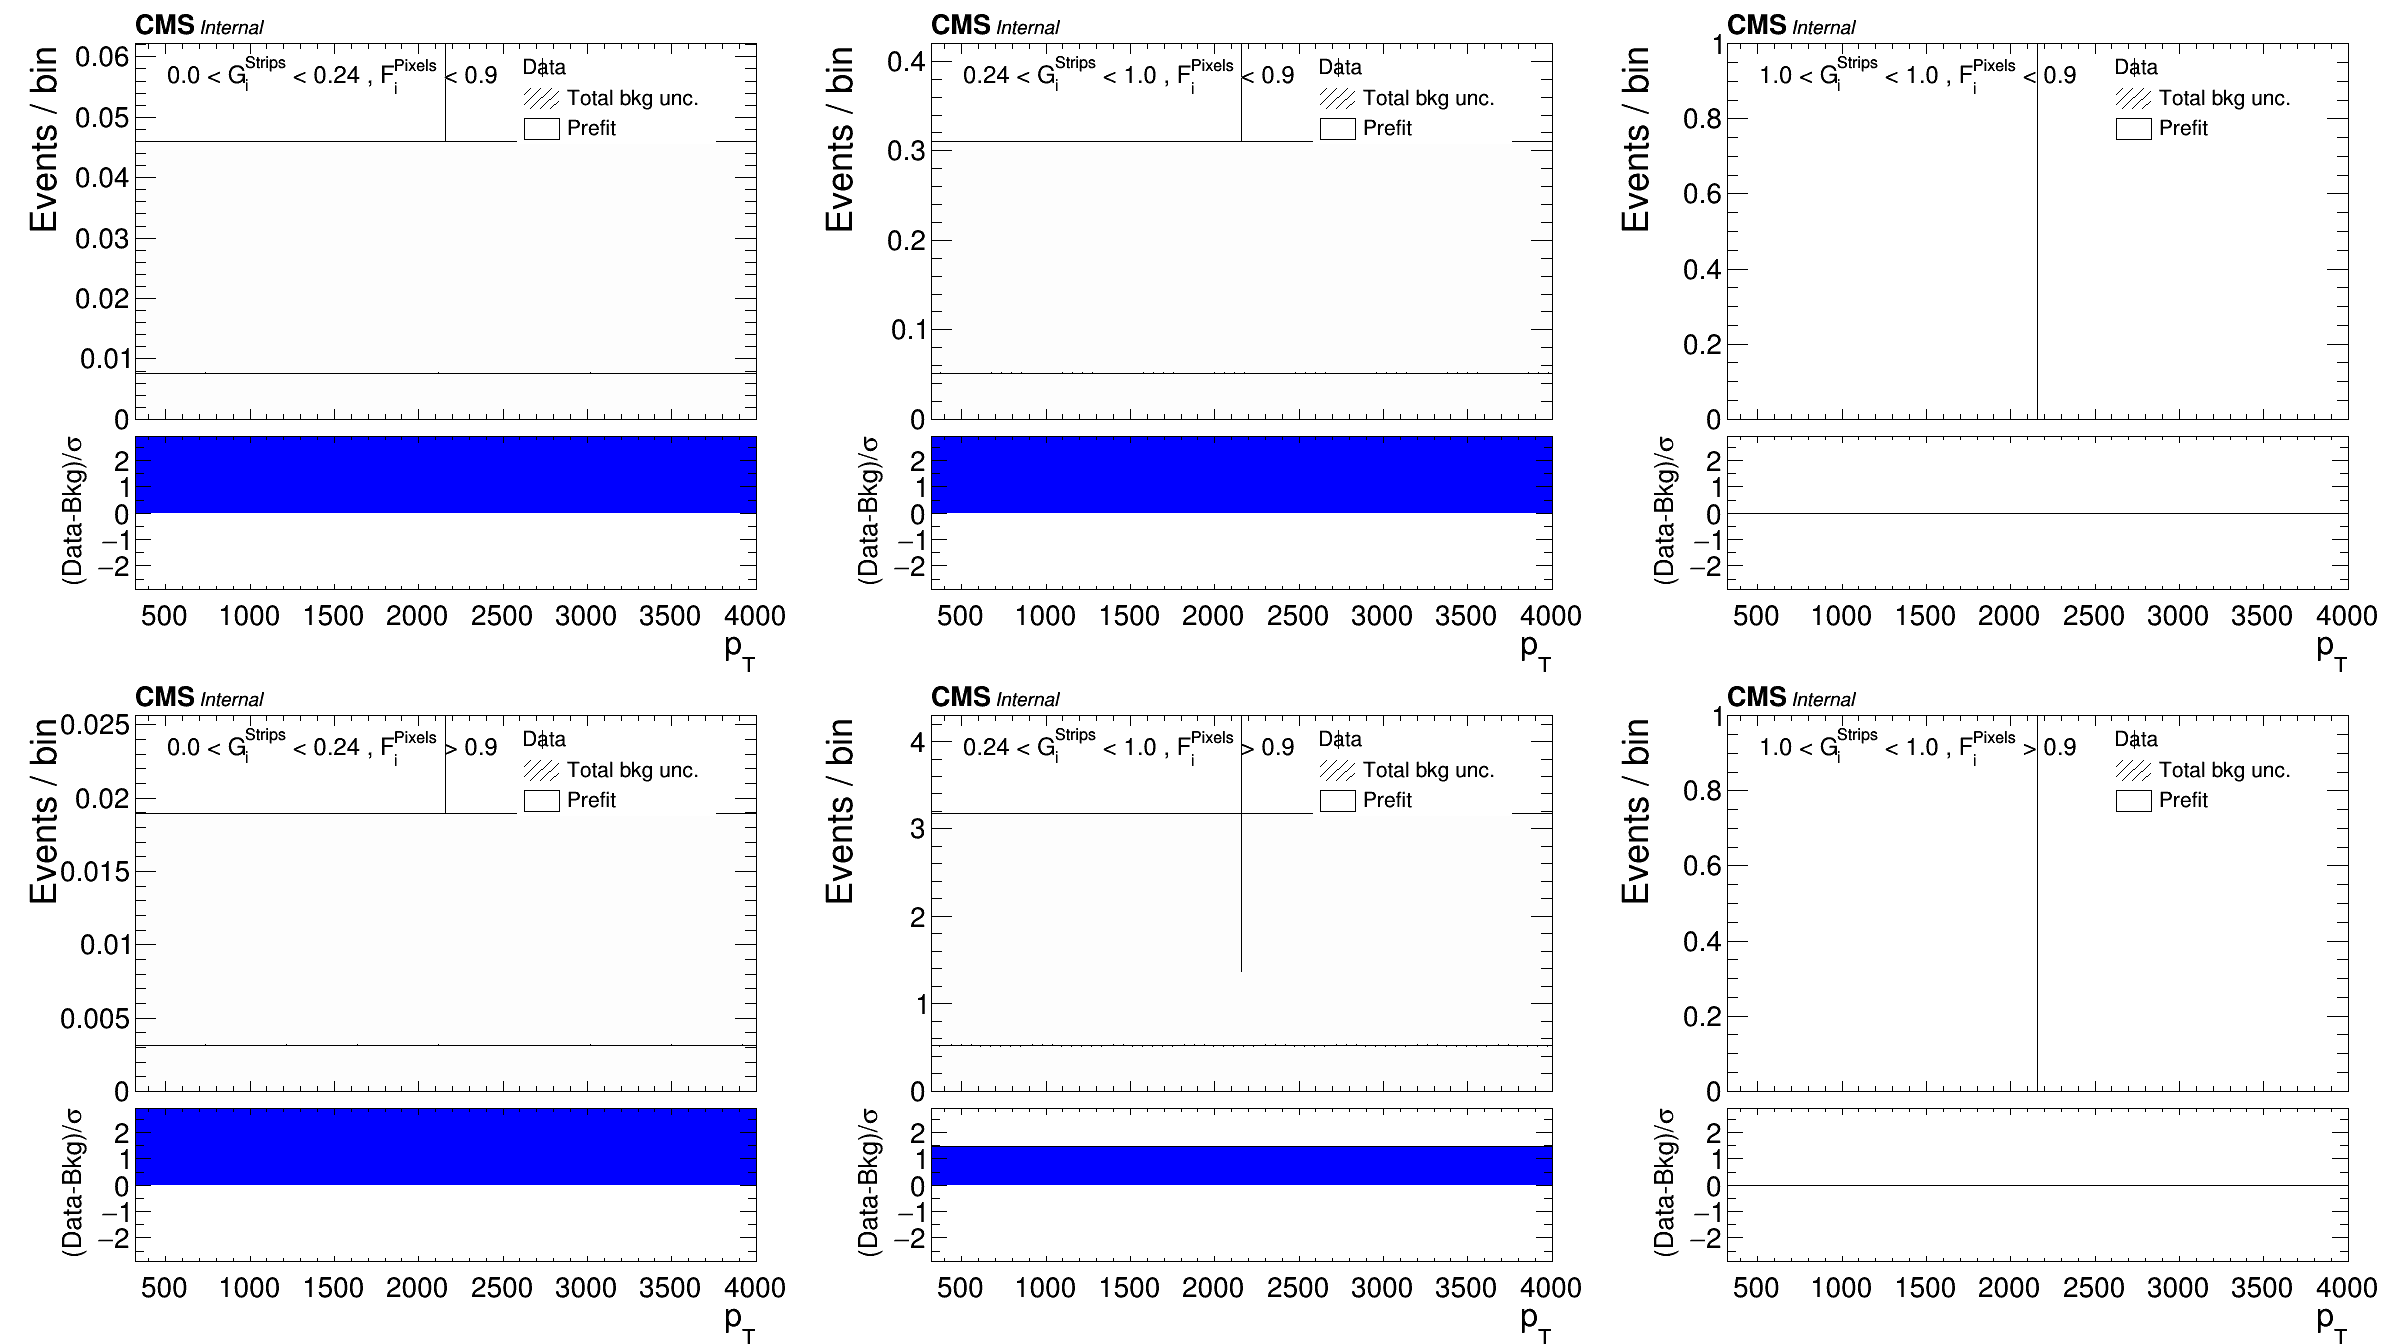 CMS Internal
Events / bin
0.0 < G_i^Strips < 0.24 , F_i^Pixels < 0.9
Data
Total bkg unc.
Prefit
0.06
0.05
0.04
0.03
0.02
0.01
0
(Data-Bkg)/σ
2
1
0
−1
−2
500 1000 1500 2000 2500 3000 3500 4000
p_T
CMS Internal
Events / bin
0.24 < G_i^Strips < 1.0 , F_i^Pixels < 0.9
Data
Total bkg unc.
Prefit
0.4
0.3
0.2
0.1
0
(Data-Bkg)/σ
2
1
0
−1
−2
500 1000 1500 2000 2500 3000 3500 4000
p_T
CMS Internal
Events / bin
1.0 < G_i^Strips < 1.0 , F_i^Pixels < 0.9
Data
Total bkg unc.
Prefit
1
0.8
0.6
0.4
0.2
0
(Data-Bkg)/σ
2
1
0
−1
−2
500 1000 1500 2000 2500 3000 3500 4000
p_T
CMS Internal
Events / bin
0.0 < G_i^Strips < 0.24 , F_i^Pixels > 0.9
Data
Total bkg unc.
Prefit
0.025
0.02
0.015
0.01
0.005
0
(Data-Bkg)/σ
2
1
0
−1
−2
500 1000 1500 2000 2500 3000 3500 4000
p_T
CMS Internal
Events / bin
0.24 < G_i^Strips < 1.0 , F_i^Pixels > 0.9
Data
Total bkg unc.
Prefit
4
3
2
1
0
(Data-Bkg)/σ
2
1
0
−1
−2
500 1000 1500 2000 2500 3000 3500 4000
p_T
CMS Internal
Events / bin
1.0 < G_i^Strips < 1.0 , F_i^Pixels > 0.9
Data
Total bkg unc.
Prefit
1
0.8
0.6
0.4
0.2
0
(Data-Bkg)/σ
2
1
0
−1
−2
500 1000 1500 2000 2500 3000 3500 4000
p_T